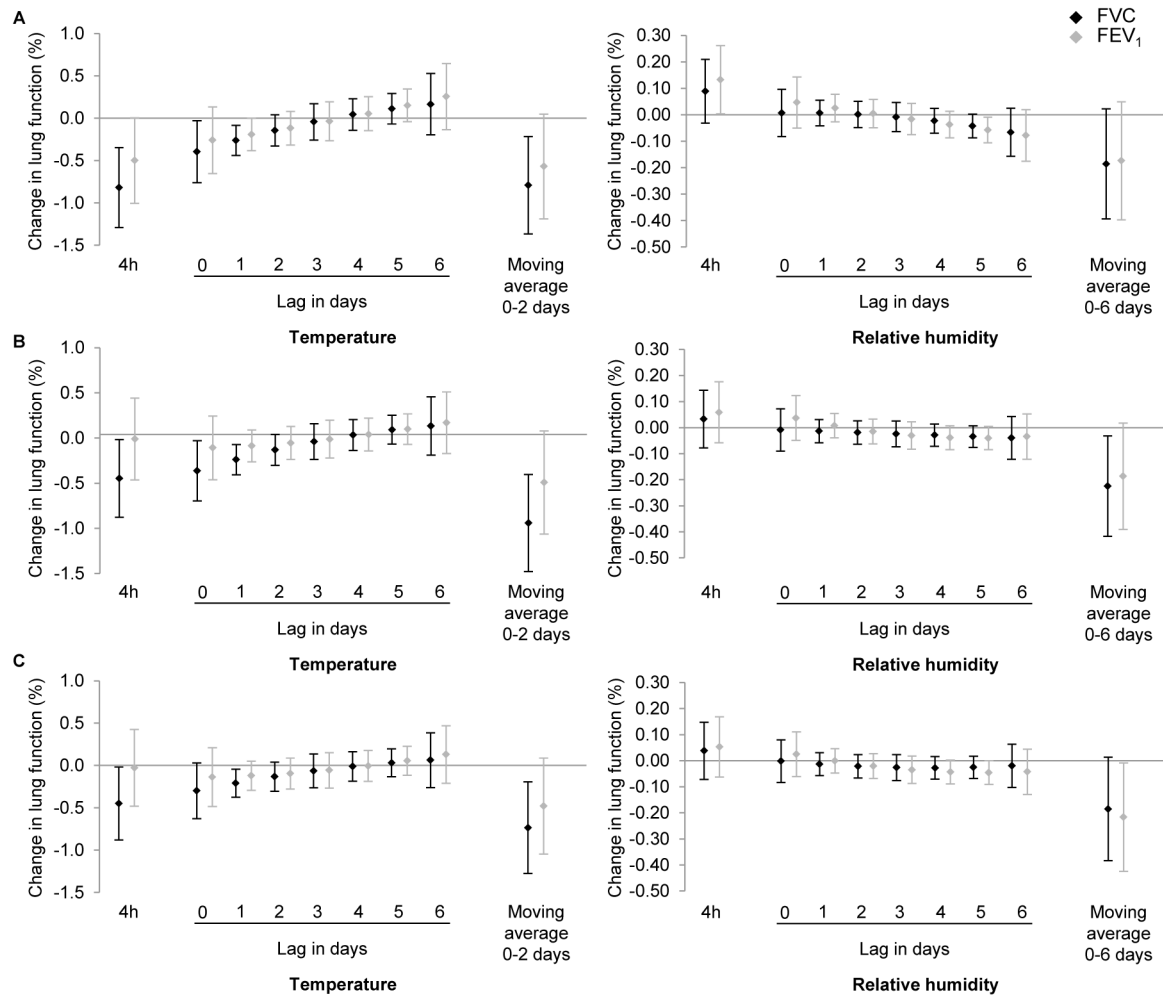 A
FVC
FEV1
Change in lung function (%)
1.0
0.5
0.0
-0.5
-1.0
-1.5
4h
0 1 2 3 4 5 6
Lag in days
Moving
average
0-2 days
Temperature
Change in lung function (%)
0.30
0.20
0.10
0.00
-0.10
-0.20
-0.30
-0.40
-0.50
4h
0 1 2 3 4 5 6
Lag in days
Moving
average
0-6 days
Relative humidity
B
Change in lung function (%)
1.0
0.5
0.0
-0.5
-1.0
-1.5
4h
0 1 2 3 4 5 6
Lag in days
Moving
average
0-2 days
Temperature
Change in lung function (%)
0.30
0.20
0.10
0.00
-0.10
-0.20
-0.30
-0.40
-0.50
4h
0 1 2 3 4 5 6
Lag in days
Moving
average
0-6 days
Relative humidity
C
Change in lung function (%)
1.0
0.5
0.0
-0.5
-1.0
-1.5
4h
0 1 2 3 4 5 6
Lag in days
Moving
average
0-2 days
Temperature
Change in lung function (%)
0.30
0.20
0.10
0.00
-0.10
-0.20
-0.30
-0.40
-0.50
4h
0 1 2 3 4 5 6
Lag in days
Moving
average
0-6 days
Relative humidity